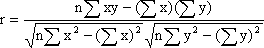 r = n∑xy − (∑x)(∑y) / √n∑x² − (∑x)² √n∑y² − (∑y)²